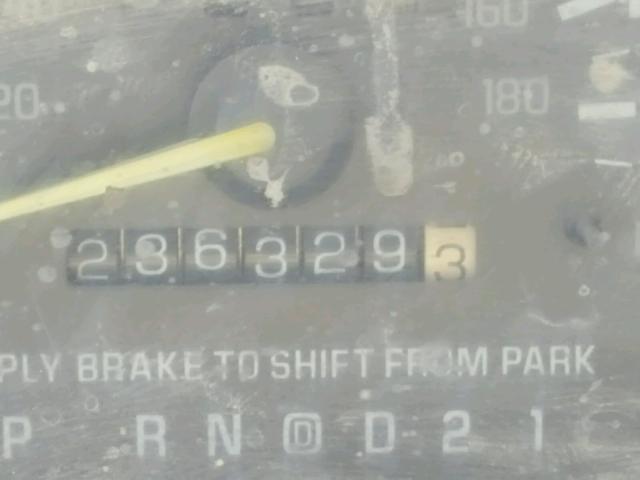 160
20
180
2363293
PLY BRAKE TO SHIFT FROM PARK
P R N D D 2 1